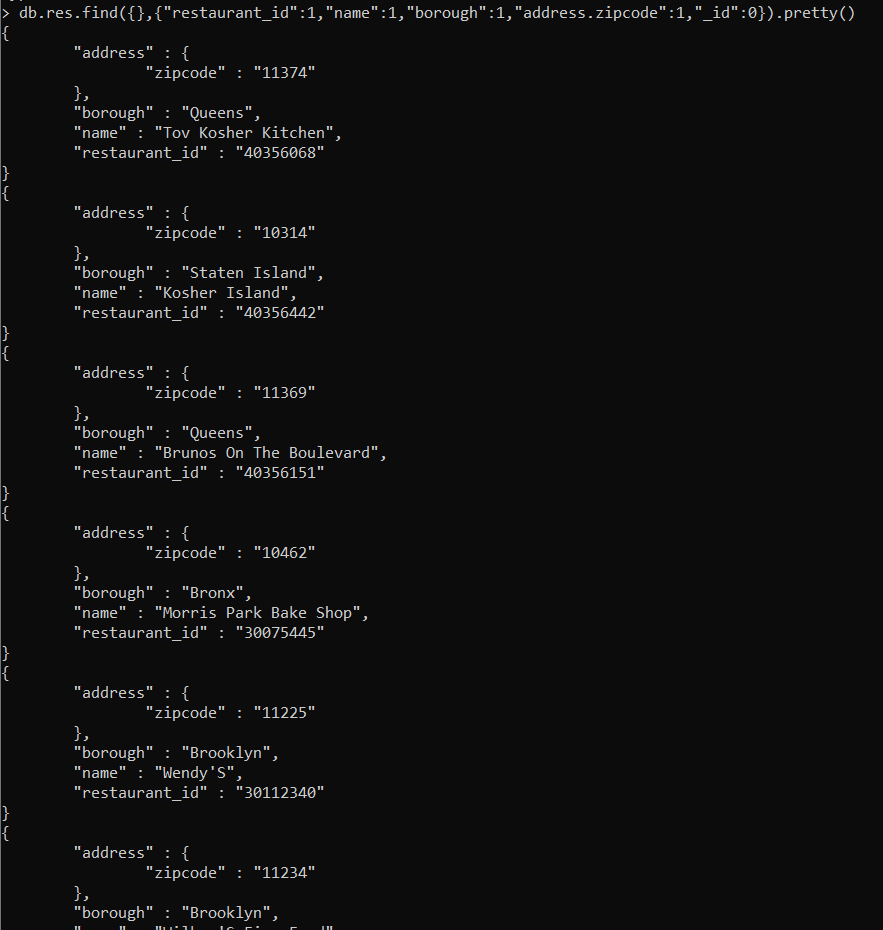 > db.res.find({},{"restaurant_id":1,"name":1,"borough":1,"address.zipcode":1,"_id":0}).pretty()
{
        "address" : {
                "zipcode" : "11374"
        },
        "borough" : "Queens",
        "name" : "Tov Kosher Kitchen",
        "restaurant_id" : "40356068"
}
{
        "address" : {
                "zipcode" : "10314"
        },
        "borough" : "Staten Island",
        "name" : "Kosher Island",
        "restaurant_id" : "40356442"
}
{
        "address" : {
                "zipcode" : "11369"
        },
        "borough" : "Queens",
        "name" : "Brunos On The Boulevard",
        "restaurant_id" : "40356151"
}
{
        "address" : {
                "zipcode" : "10462"
        },
        "borough" : "Bronx",
        "name" : "Morris Park Bake Shop",
        "restaurant_id" : "30075445"
}
{
        "address" : {
                "zipcode" : "11225"
        },
        "borough" : "Brooklyn",
        "name" : "Wendy'S",
        "restaurant_id" : "30112340"
}
{
        "address" : {
                "zipcode" : "11234"
        },
        "borough" : "Brooklyn",